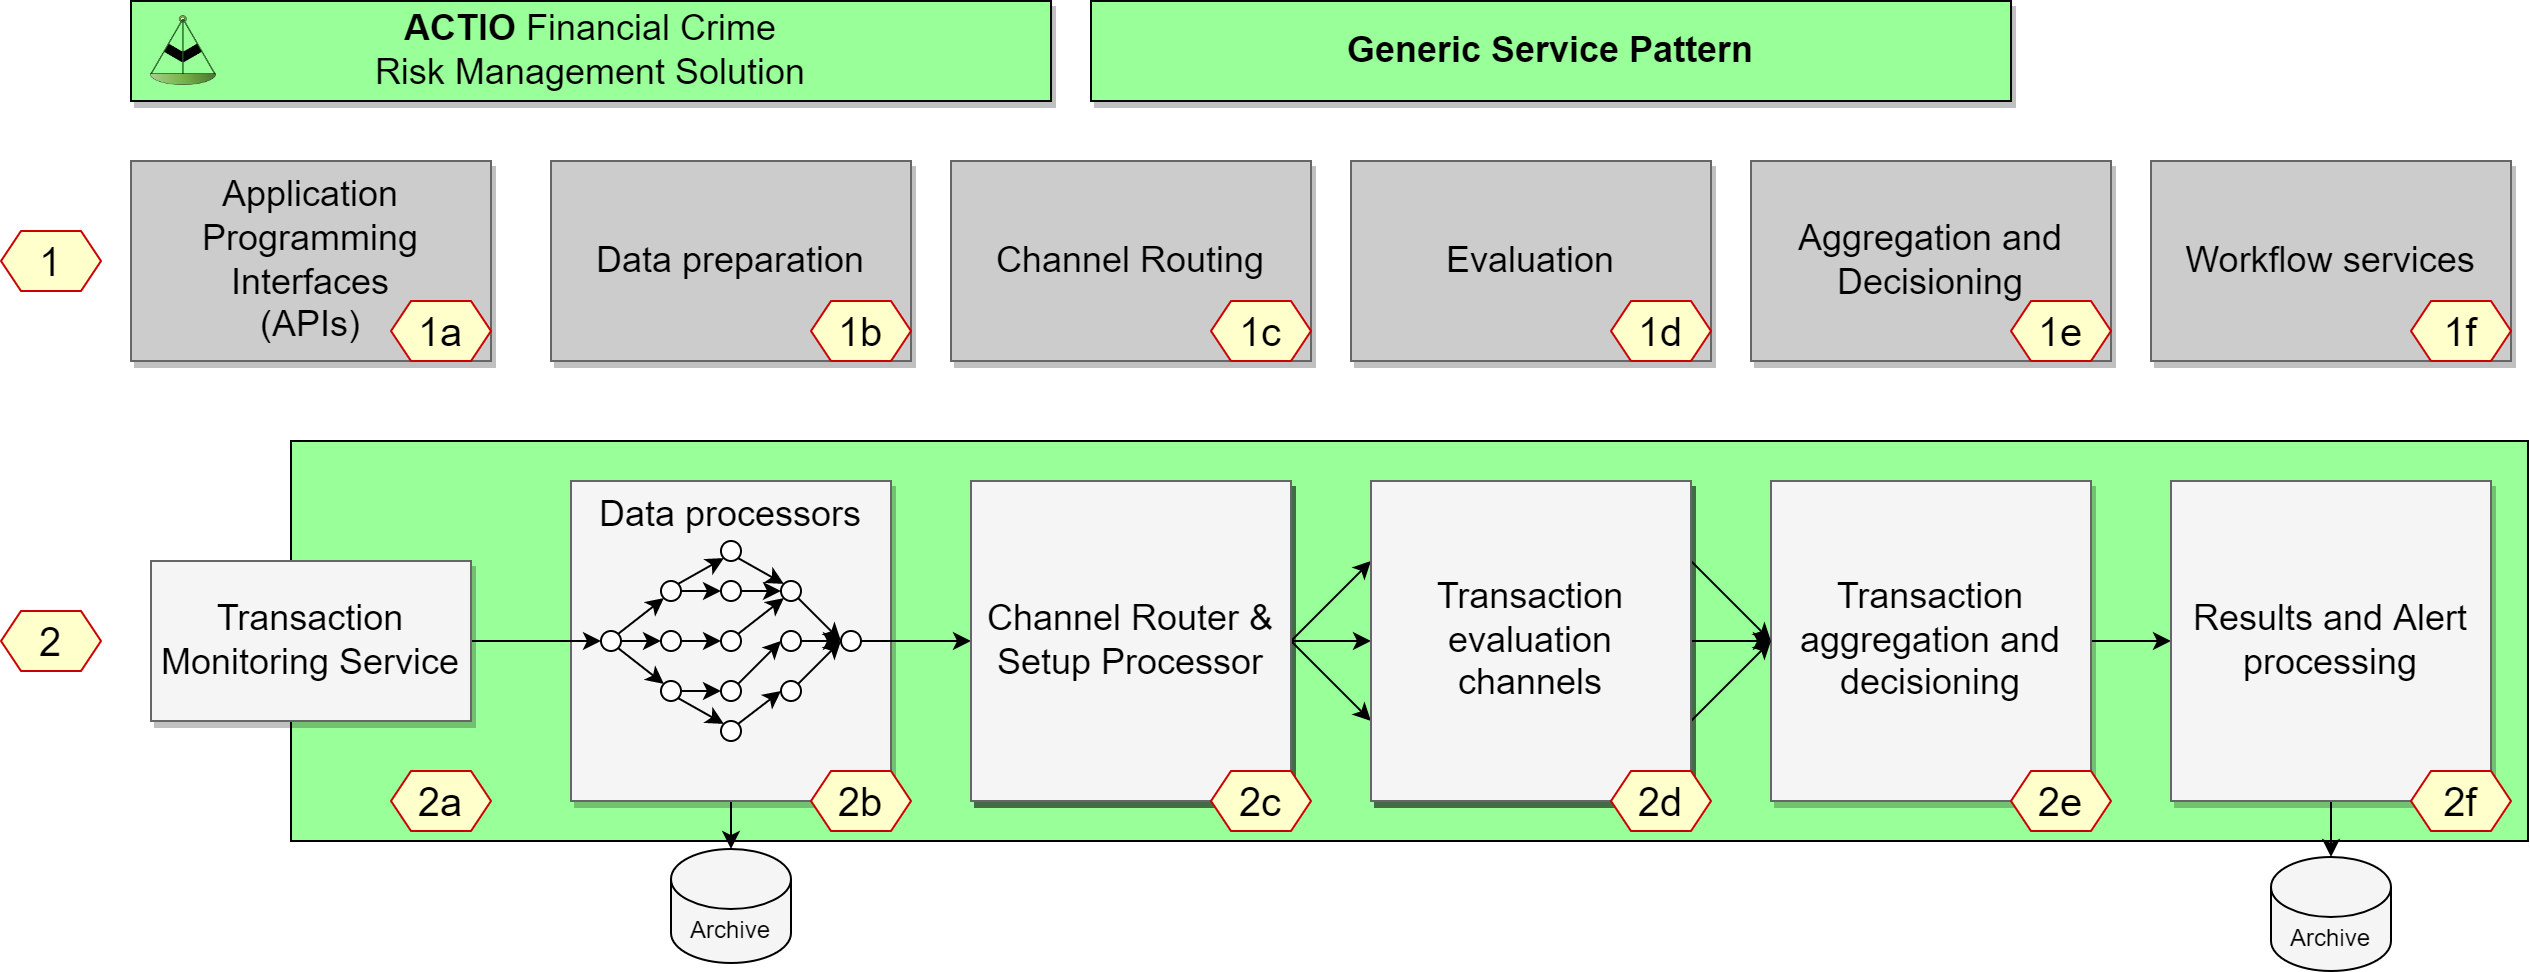 ACTIO Financial Crime
Risk Management Solution
Generic Service Pattern
1
Application
Programming
Interfaces
(APIs)
1a
Data preparation
1b
Channel Routing
1c
Evaluation
1d
Aggregation and
Decisioning
1e
Workflow services
1f
2
Transaction
Monitoring Service
2a
Data processors
2b
Channel Router &
Setup Processor
2c
Transaction
evaluation
channels
2d
Transaction
aggregation and
decisioning
2e
Results and Alert
processing
2f
Archive
Archive